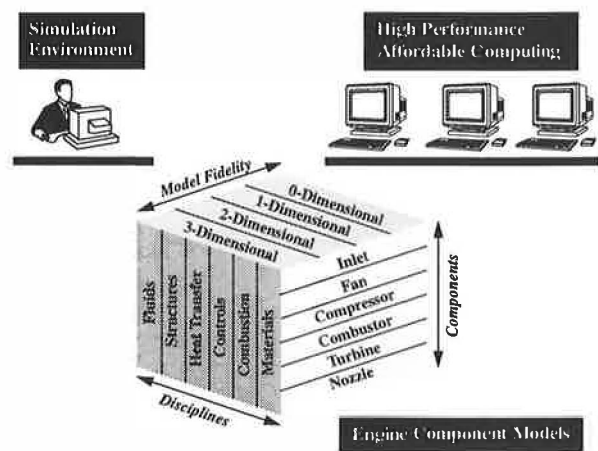 Simulation
Environment
High Performance
Affordable Computing
Model Fidelity
0-Dimensional
1-Dimensional
2-Dimensional
3-Dimensional
Fluids
Structures
Heat Transfer
Controls
Combustion
Materials
Inlet
Fan
Compressor
Combustor
Turbine
Nozzle
Components
Disciplines
Engine Component Models